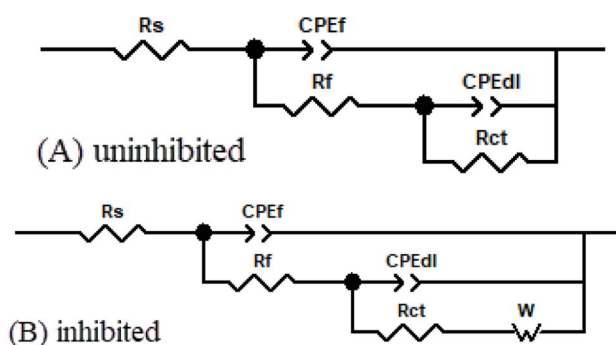 Rs CPEf
Rf CPEdl
Rct
(A) uninhibited
Rs CPEf
Rf CPEdl
Rct W
(B) inhibited